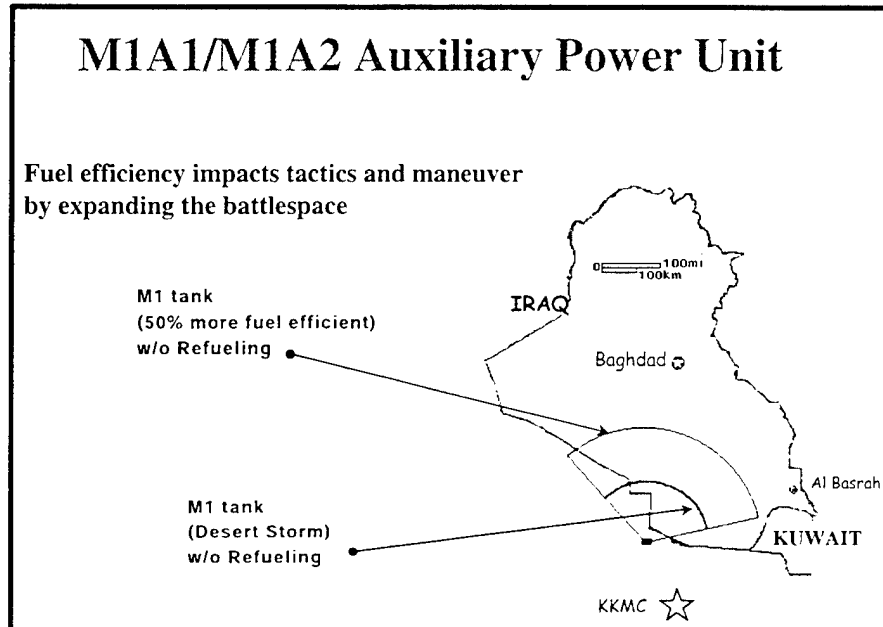 M1A1/M1A2 Auxiliary Power Unit
Fuel efficiency impacts tactics and maneuver
by expanding the battlespace
0 100mi
100km
M1 tank
(50% more fuel efficient)
w/o Refueling
IRAQ
Baghdad
Al Basrah
M1 tank
(Desert Storm)
w/o Refueling
KUWAIT
KKMC